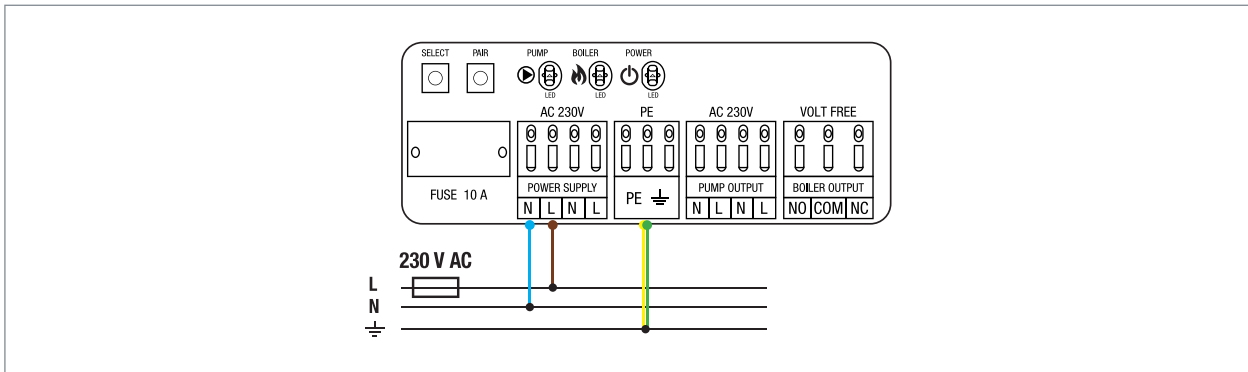 SELECT PAIR PUMP BOILER POWER
LED LED LED
AC 230V PE AC 230V VOLT FREE
FUSE 10 A
POWER SUPPLY PE PUMP OUTPUT BOILER OUTPUT
N L N L N L N L NO COM NC
230 V AC
L
N